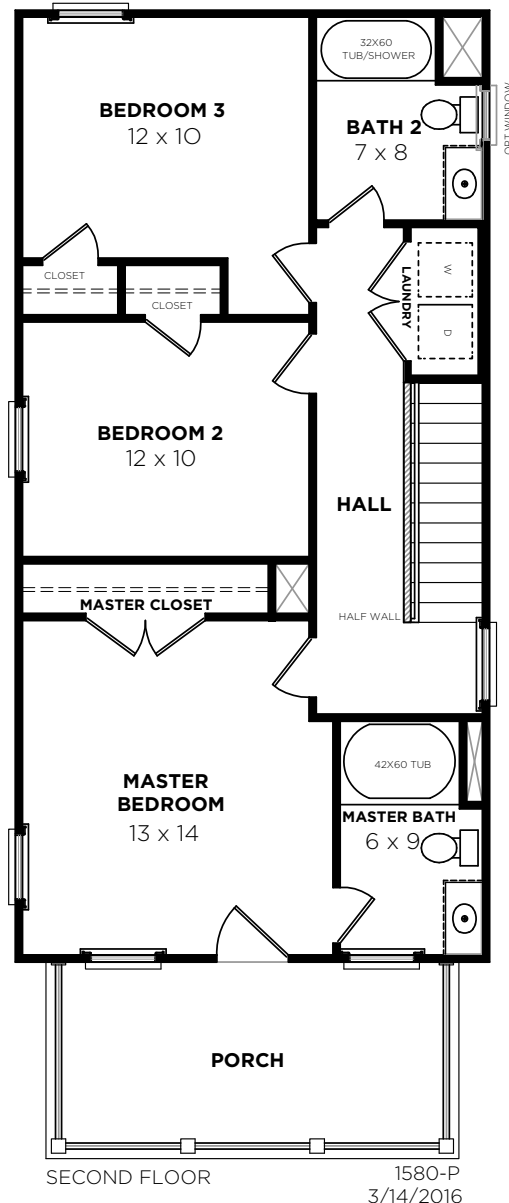 32X60
TUB/SHOWER
BEDROOM 3
12 x 10
BATH 2
7 x 8
OPT WINDOW
CLOSET
CLOSET
LAUNDRY
W
D
BEDROOM 2
12 x 10
HALL
MASTER CLOSET
HALF WALL
42X60 TUB
MASTER
BEDROOM
13 x 14
MASTER BATH
6 x 9
PORCH
SECOND FLOOR
1580-P
3/14/2016